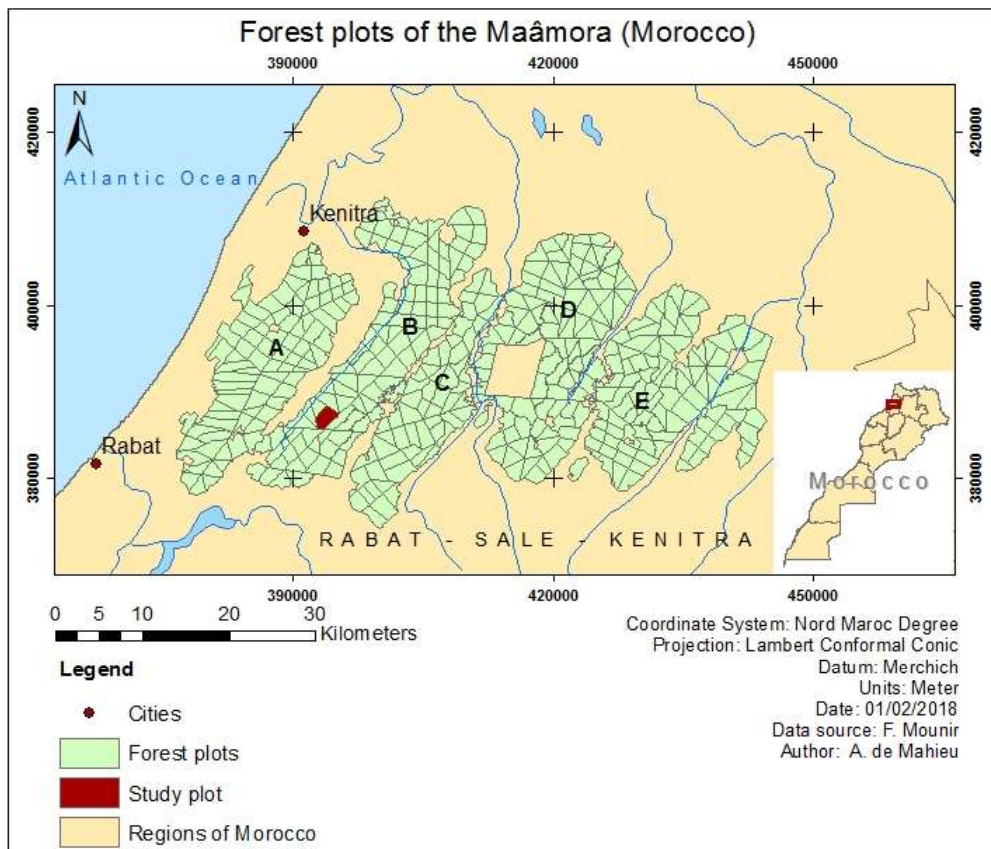 Forest plots of the Maâmora (Morocco)
390000 420000 450000
N
420000 420000
Atlantic Ocean
Kenitra
400000 400000
A B C D E
Rabat
380000 380000
Morocco
RABAT - SALE - KENITRA
390000 420000 450000
0 5 10 20 30
Kilometers
Coordinate System: Nord Maroc Degree
Projection: Lambert Conformal Conic
Datum: Merchich
Units: Meter
Date: 01/02/2018
Data source: F. Mounir
Author: A. de Mahieu
Legend
Cities
Forest plots
Study plot
Regions of Morocco